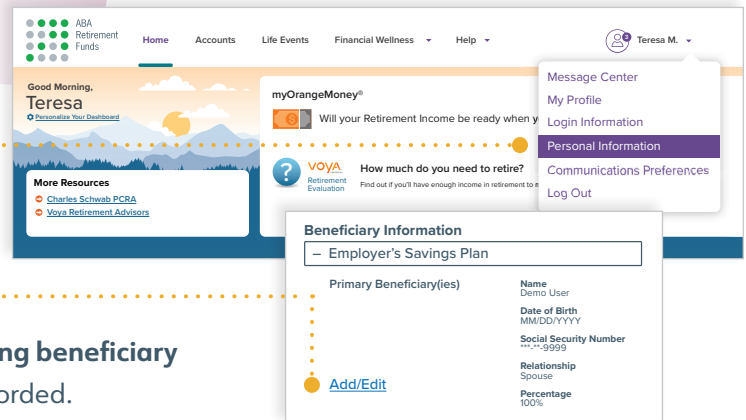 ABA
Retirement
Funds
Home Accounts Life Events Financial Wellness Help
3 Teresa M.
Message Center
My Profile
Login Information
Personal Information
Communications Preferences
Log Out
Good Morning,
Teresa
Personalize Your Dashboard
More Resources
Charles Schwab PCRA
Voya Retirement Advisors
myOrangeMoney®
Will your Retirement Income be ready when
VOYA
Retirement
Evaluation
How much do you need to retire?
Find out if you'll have enough income in retirement to
Beneficiary Information
– Employer's Savings Plan
Primary Beneficiary(ies)
Name
Demo User
Date of Birth
MM/DD/YYYY
Social Security Number
***-**-9999
Relationship
Spouse
Percentage
100%
Add/Edit
ng beneficiary
orded.